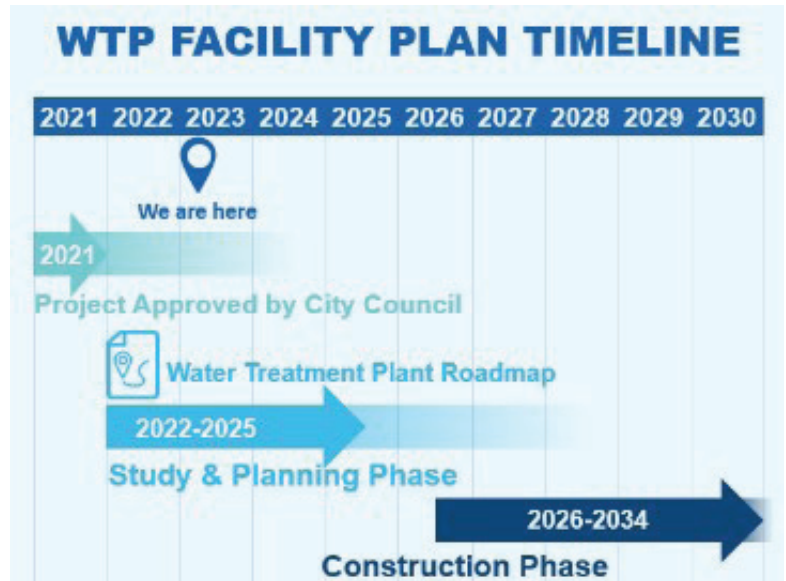 WTP FACILITY PLAN TIMELINE
2021 2022 2023 2024 2025 2026 2027 2028 2029 2030
We are here
2021
Project Approved by City Council
Water Treatment Plant Roadmap
2022-2025
Study & Planning Phase
2026-2034
Construction Phase